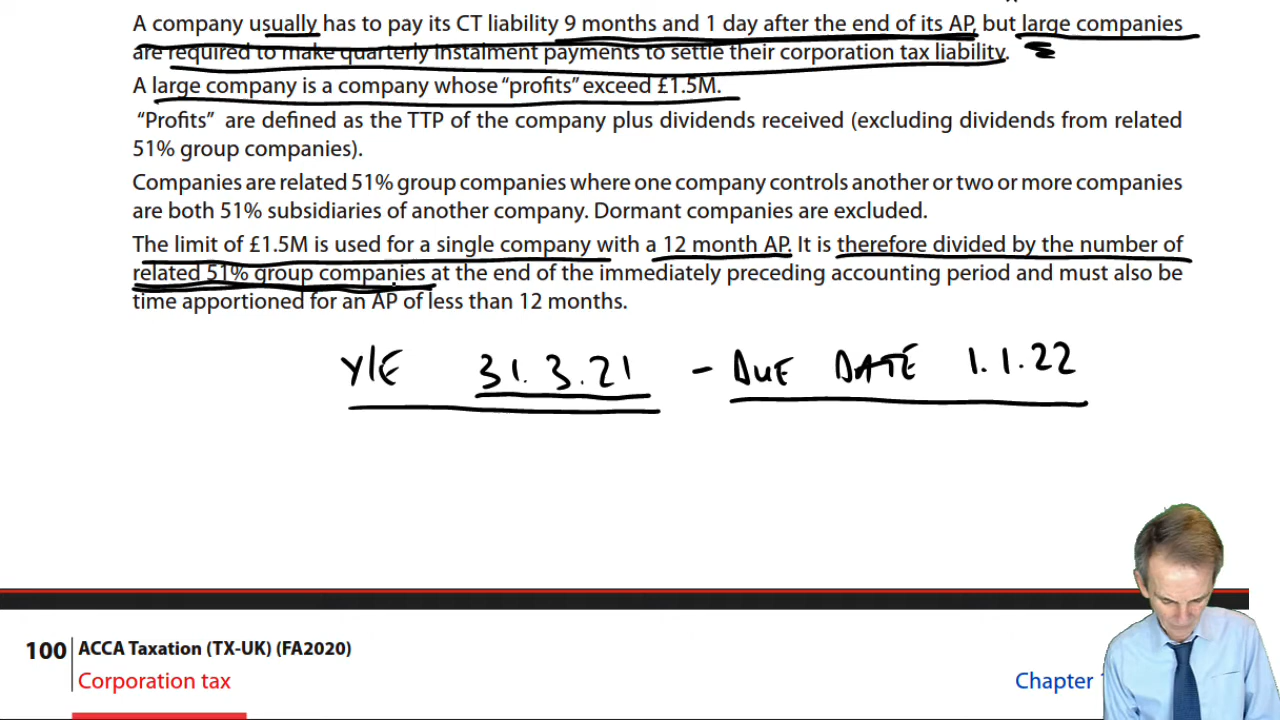 A company usually has to pay its CT liability 9 months and 1 day after the end of its AP, but large companies
are required to make quarterly instalment payments to settle their corporation tax liability.
A large company is a company whose “profits” exceed £1.5M.
“Profits” are defined as the TTP of the company plus dividends received (excluding dividends from related
51% group companies).
Companies are related 51% group companies where one company controls another or two or more companies
are both 51% subsidiaries of another company. Dormant companies are excluded.
The limit of £1.5M is used for a single company with a 12 month AP. It is therefore divided by the number of
related 51% group companies at the end of the immediately preceding accounting period and must also be
time apportioned for an AP of less than 12 months.
Y/E 31.3.21 - DUE DATE 1.1.22
100 ACCA Taxation (TX-UK) (FA2020)
Corporation tax Chapter